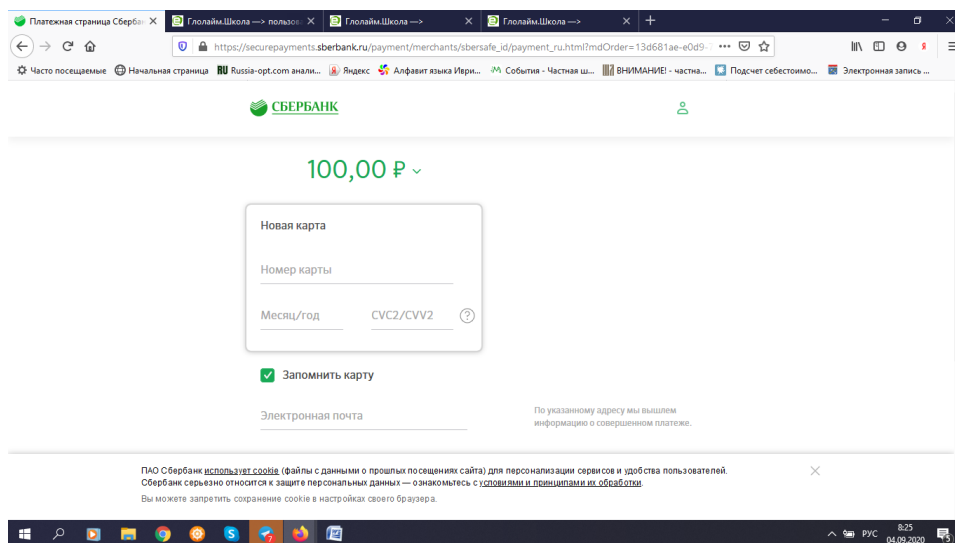 Платежная страница Сбербан
Глолайм.Школа —> пользов
Глолайм.Школа —>
Глолайм.Школа —>
https://securepayments.sberbank.ru/payment/merchants/sbersafe_id/payment_ru.html?mdOrder=13d681ae-e0d9-
Часто посещаемые
Начальная страница
RU Russia-opt.com анали...
Яндекс
Алфавит языка Иври...
События - Частная ш...
ВНИМАНИЕ! - частна...
Подсчет себестоимо...
Электронная запись ...
СБЕРБАНК
100,00 ₽
Новая карта
Номер карты
Месяц/год CVC2/CVV2 ?
Запомнить карту
Электронная почта
По указанному адресу мы вышлем
информацию о совершенном платеже.
ПАО Сбербанк использует cookie (файлы с данными о прошлых посещениях сайта) для персонализации сервисов и удобства пользователей.
Сбербанк серьезно относится к защите персональных данных — ознакомьтесь с условиями и принципами их обработки.
Вы можете запретить сохранение cookie в настройках своего браузера.
7
РУС
8:25
04.09.2020
5